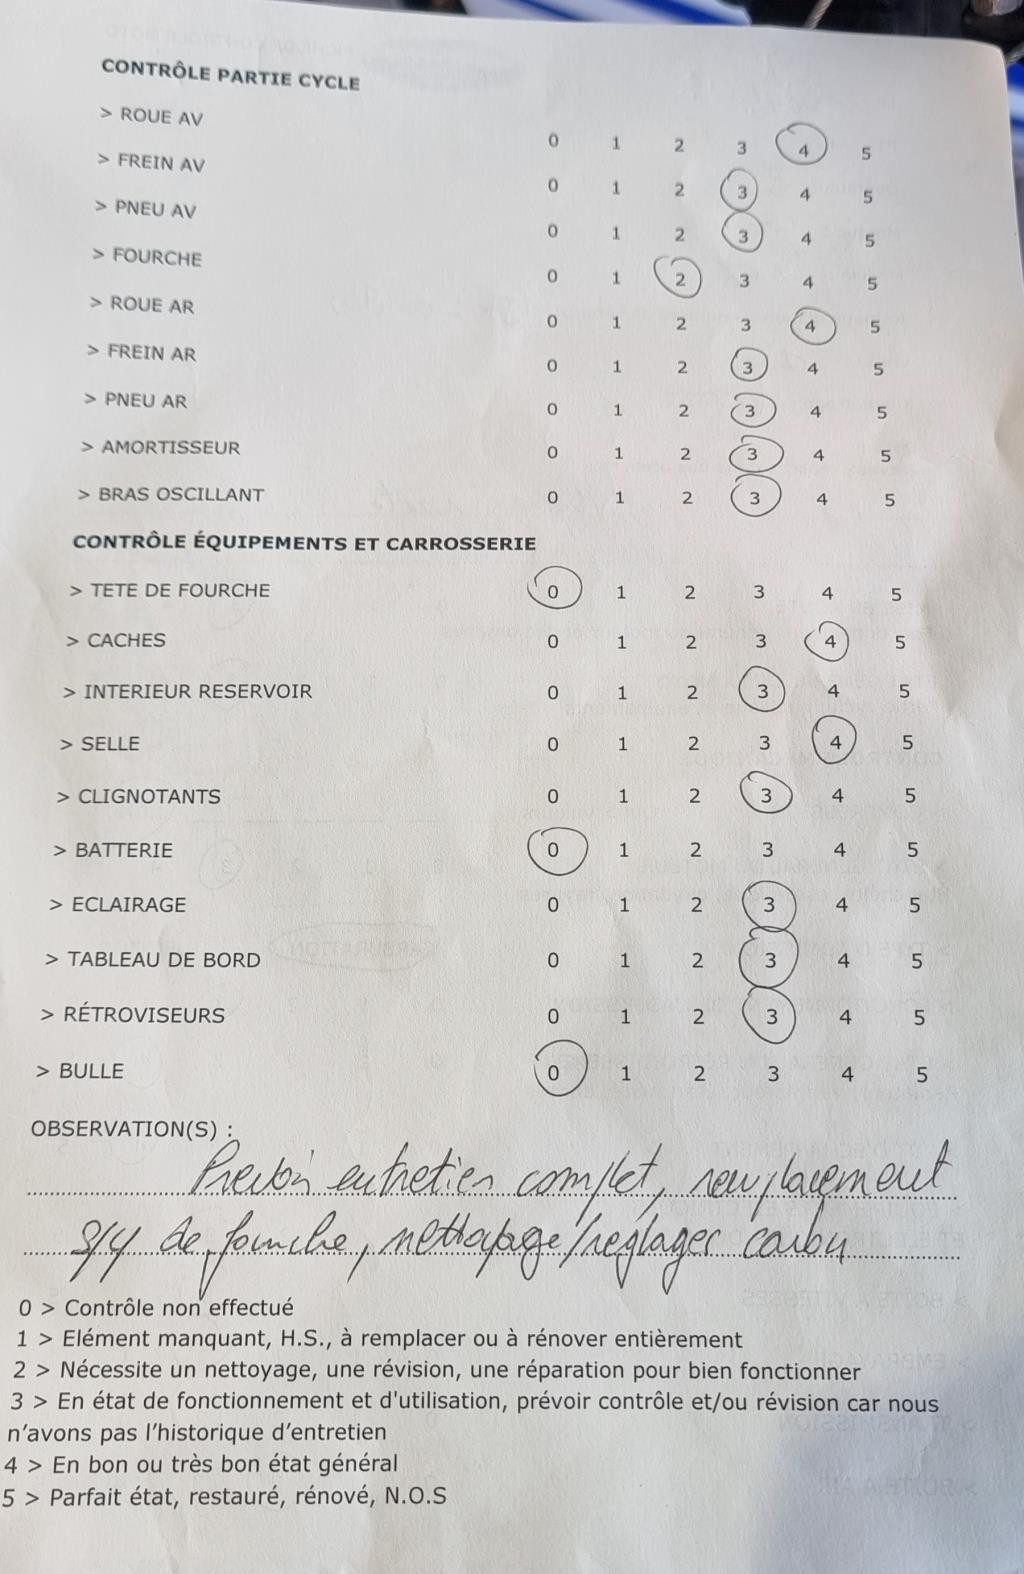 CONTRÔLE PARTIE CYCLE
> ROUE AV 0 1 2 3 4 5
> FREIN AV 0 1 2 3 4 5
> PNEU AV 0 1 2 3 4 5
> FOURCHE 0 1 2 3 4 5
> ROUE AR 0 1 2 3 4 5
> FREIN AR 0 1 2 3 4 5
> PNEU AR 0 1 2 3 4 5
> AMORTISSEUR 0 1 2 3 4 5
> BRAS OSCILLANT 0 1 2 3 4 5
CONTRÔLE ÉQUIPEMENTS ET CARROSSERIE
> TETE DE FOURCHE 0 1 2 3 4 5
> CACHES 0 1 2 3 4 5
> INTERIEUR RESERVOIR 0 1 2 3 4 5
> SELLE 0 1 2 3 4 5
> CLIGNOTANTS 0 1 2 3 4 5
> BATTERIE 0 1 2 3 4 5
> ECLAIRAGE 0 1 2 3 4 5
> TABLEAU DE BORD 0 1 2 3 4 5
> RÉTROVISEURS 0 1 2 3 4 5
> BULLE 0 1 2 3 4 5
OBSERVATION(S) :
entretien complet, remplacement
de fourche, nettoyage/reglages carbu
0 > Contrôle non effectué
1 > Elément manquant, H.S., à remplacer ou à rénover entièrement
2 > Nécessite un nettoyage, une révision, une réparation pour bien fonctionner
3 > En état de fonctionnement et d'utilisation, prévoir contrôle et/ou révision car nous
n'avons pas l'historique d'entretien
4 > En bon ou très bon état général
5 > Parfait état, restauré, rénové, N.O.S